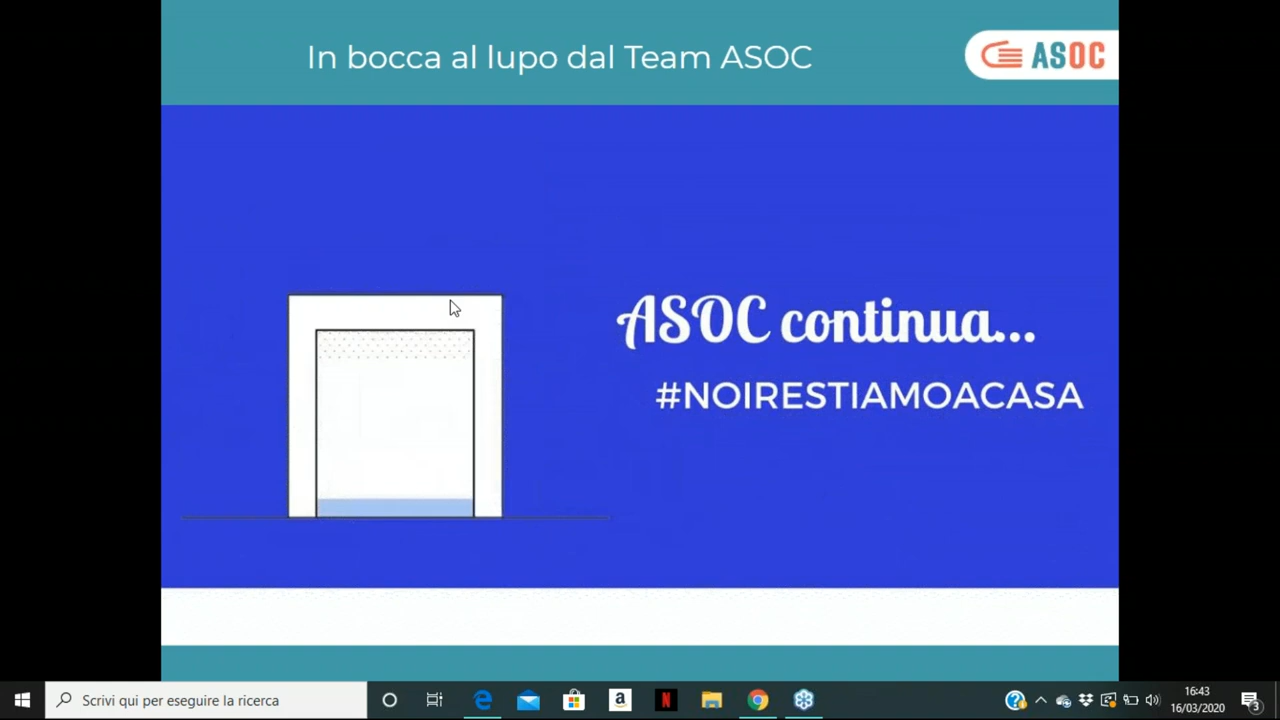 In bocca al lupo dal Team ASOC
ASOC
ASOC continua...
#NOIRESTIAMOACASA
Scrivi qui per eseguire la ricerca
a
N
16:43
16/03/2020
3